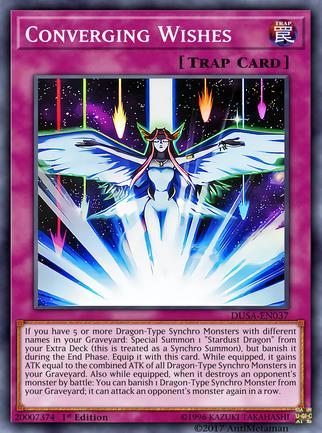 Converging Wishes
TRAP
罠
[Trap Card]
DUSA-EN037
If you have 5 or more Dragon-Type Synchro Monsters with different
names in your Graveyard: Special Summon 1 "Stardust Dragon" from
your Extra Deck (this is treated as a Synchro Summon), but banish it
during the End Phase. Equip it with this card. While equipped, it gains
ATK equal to the combined ATK of all Dragon-Type Synchro Monsters in
your Graveyard. Also while equipped, when it destroys an opponent's
monster by battle: You can banish 1 Dragon-Type Synchro Monster from
your Graveyard; it can attack an opponent's monster again in a row.
20007374 1st Edition ©1996 KAZUKI TAKAHASHI
©2017 AntiMetaman